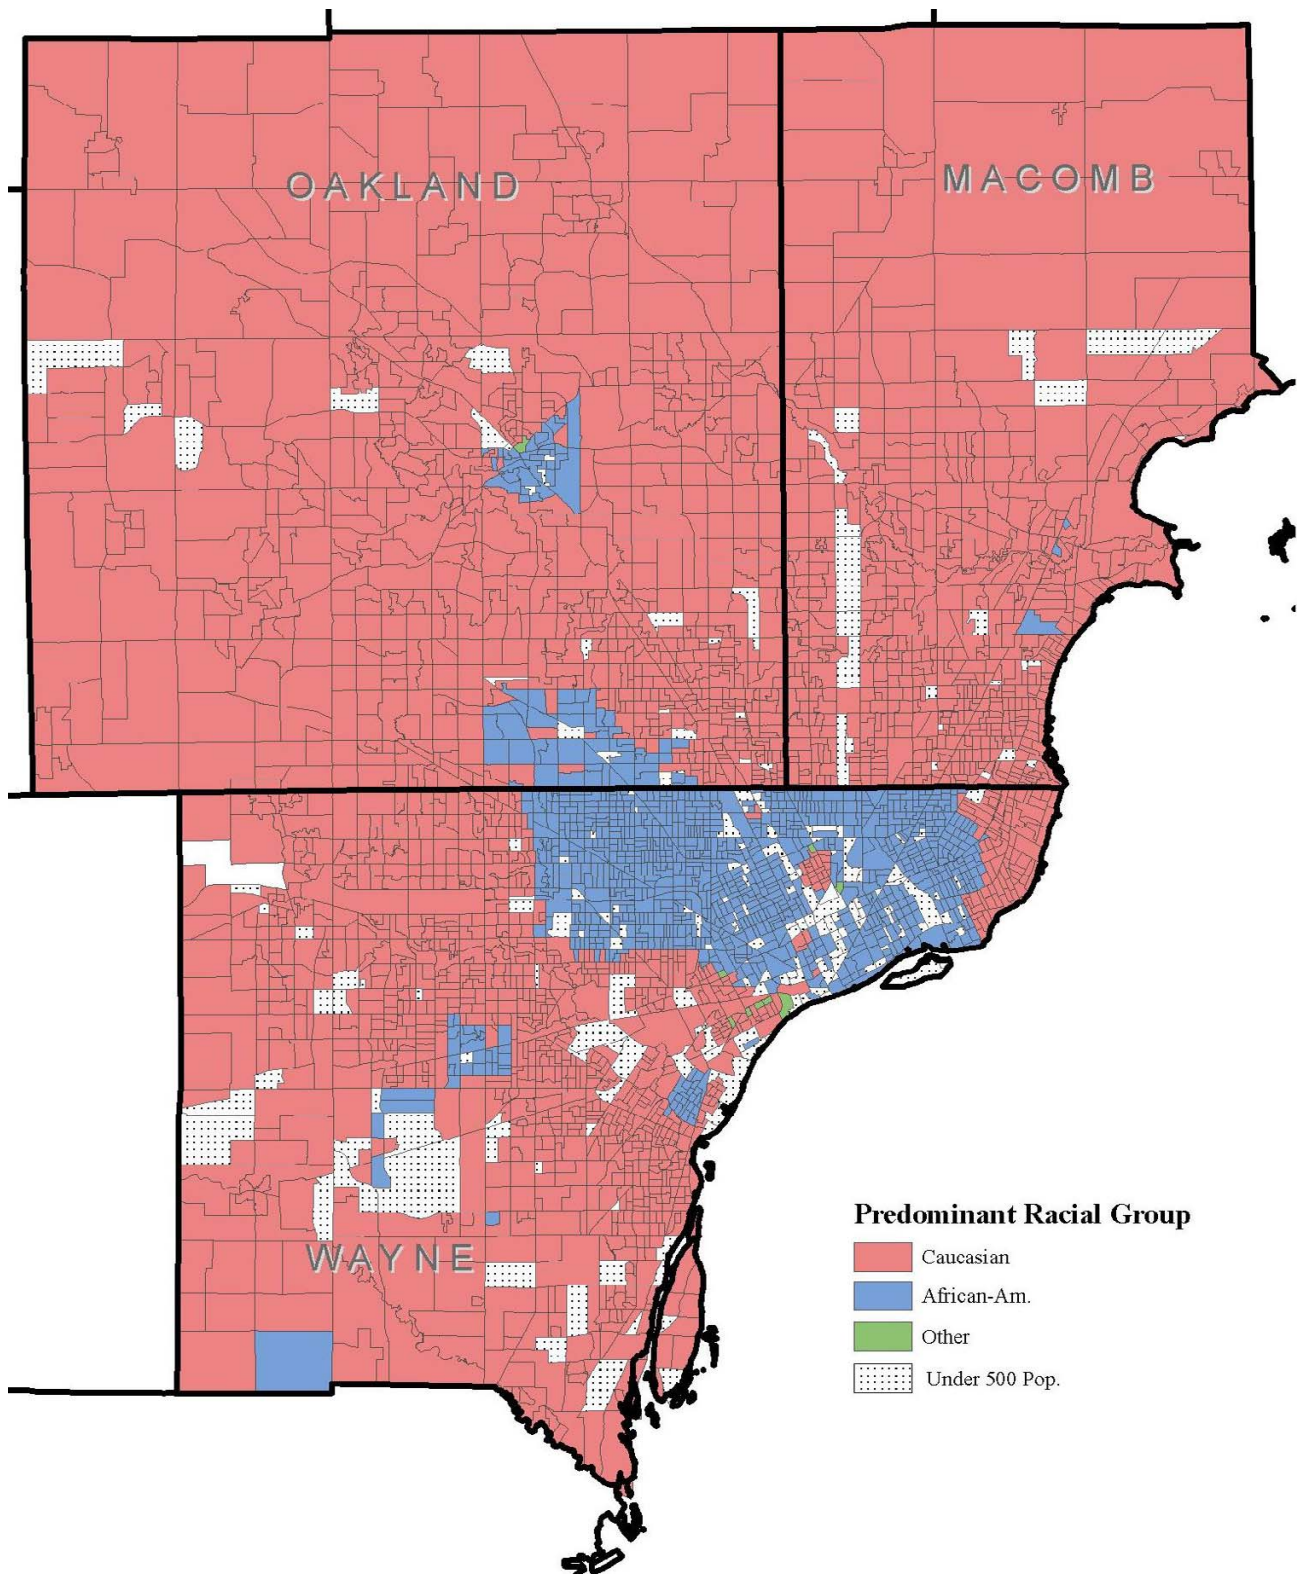 OAKLAND
MACOMB
WAYNE
Predominant Racial Group
Caucasian
African-Am.
Other
Under 500 Pop.